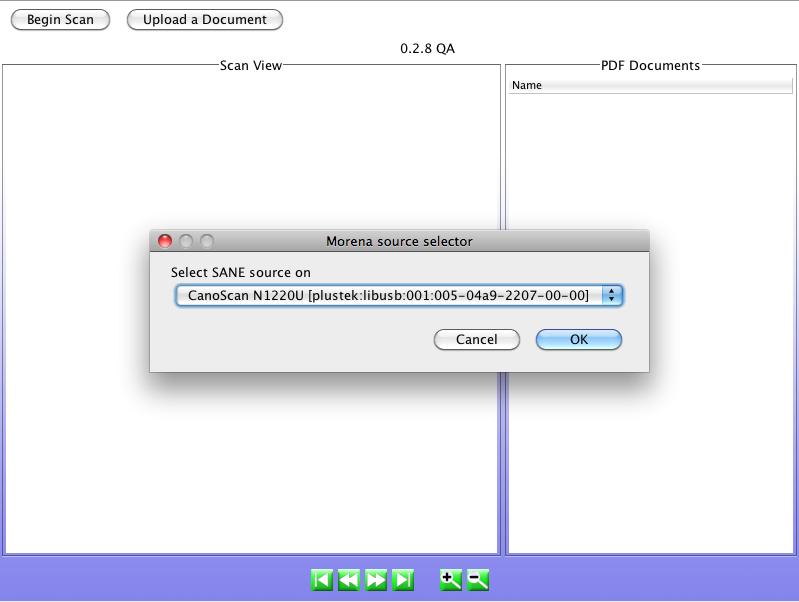 Begin Scan
Upload a Document
0.2.8 QA
Scan View
PDF Documents
Name
Morena source selector
Select SANE source on
CanoScan N1220U [plustek:libusb:001:005-04a9-2207-00-00]
Cancel
OK